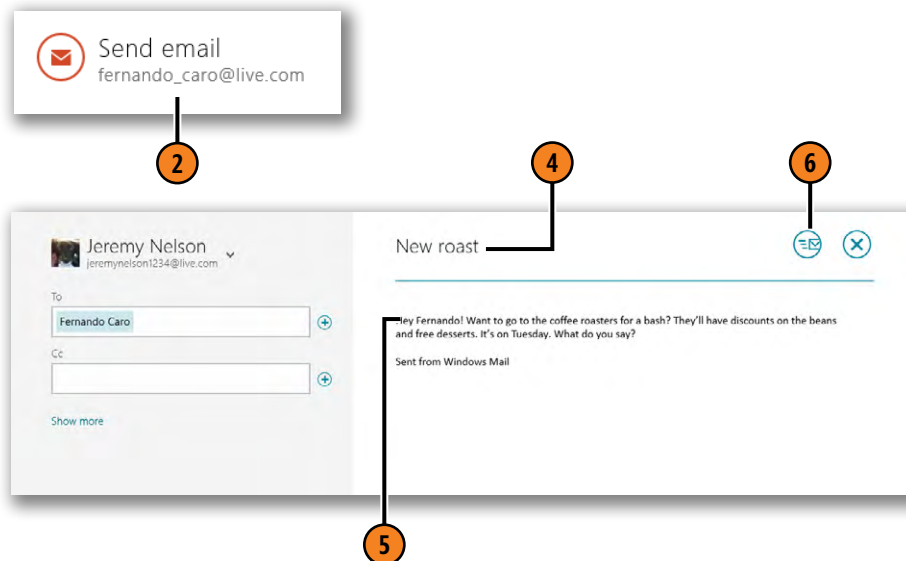 Send email
fernando_caro@live.com
2
4
6
Jeremy Nelson
jeremynelson1234@live.com
New roast
To
Fernando Caro
Hey Fernando! Want to go to the coffee roasters for a bash? They'll have discounts on the beans
and free desserts. It's on Tuesday. What do you say?
Cc
Sent from Windows Mail
Show more
5